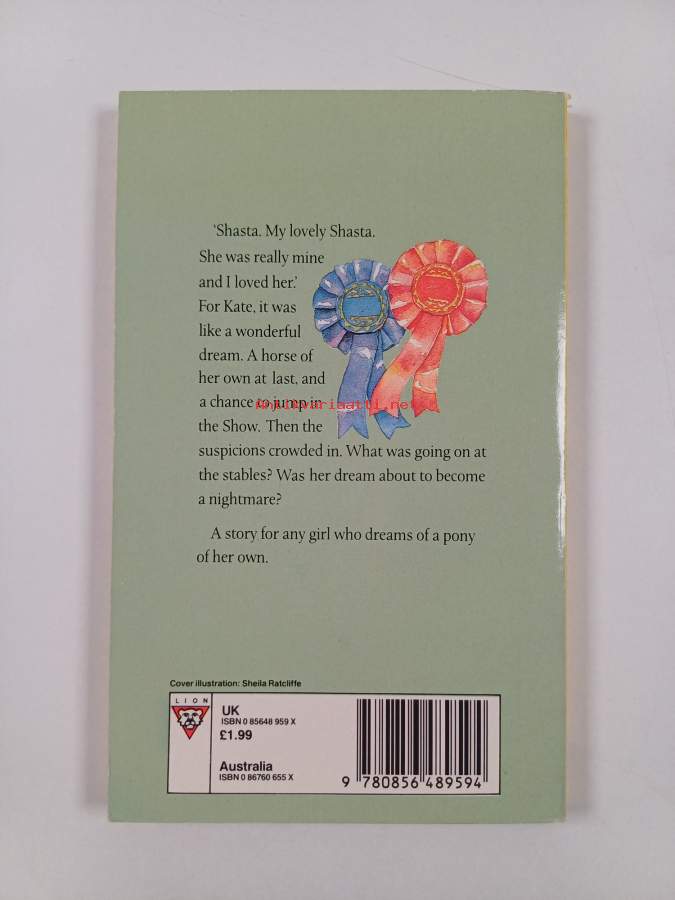 'Shasta. My lovely Shasta.
She was really mine
and I loved her.'
For Kate, it was
like a wonderful
dream. A horse of
her own at last, and
a chance to jump in
Antikvariaatti.net
the Show. Then the
suspicions crowded in. What was going on at
the stables? Was her dream about to become
a nightmare?
A story for any girl who dreams of a pony
of her own.
Cover illustration: Sheila Ratcliffe
LION
UK
ISBN 0 85648 959 X
£1.99
Australia
ISBN 0 86760 655 X
9 780856 489594